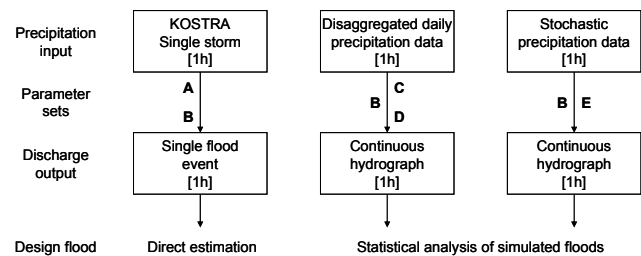 Precipitation
input
KOSTRA
Single storm
[1h]
Disaggregated daily
precipitation data
[1h]
Stochastic
precipitation data
[1h]
Parameter
sets
A
B
C
B
D
B E
Discharge
output
Single flood
event
[1h]
Continuous
hydrograph
[1h]
Continuous
hydrograph
[1h]
Design flood
Direct estimation
Statistical analysis of simulated floods